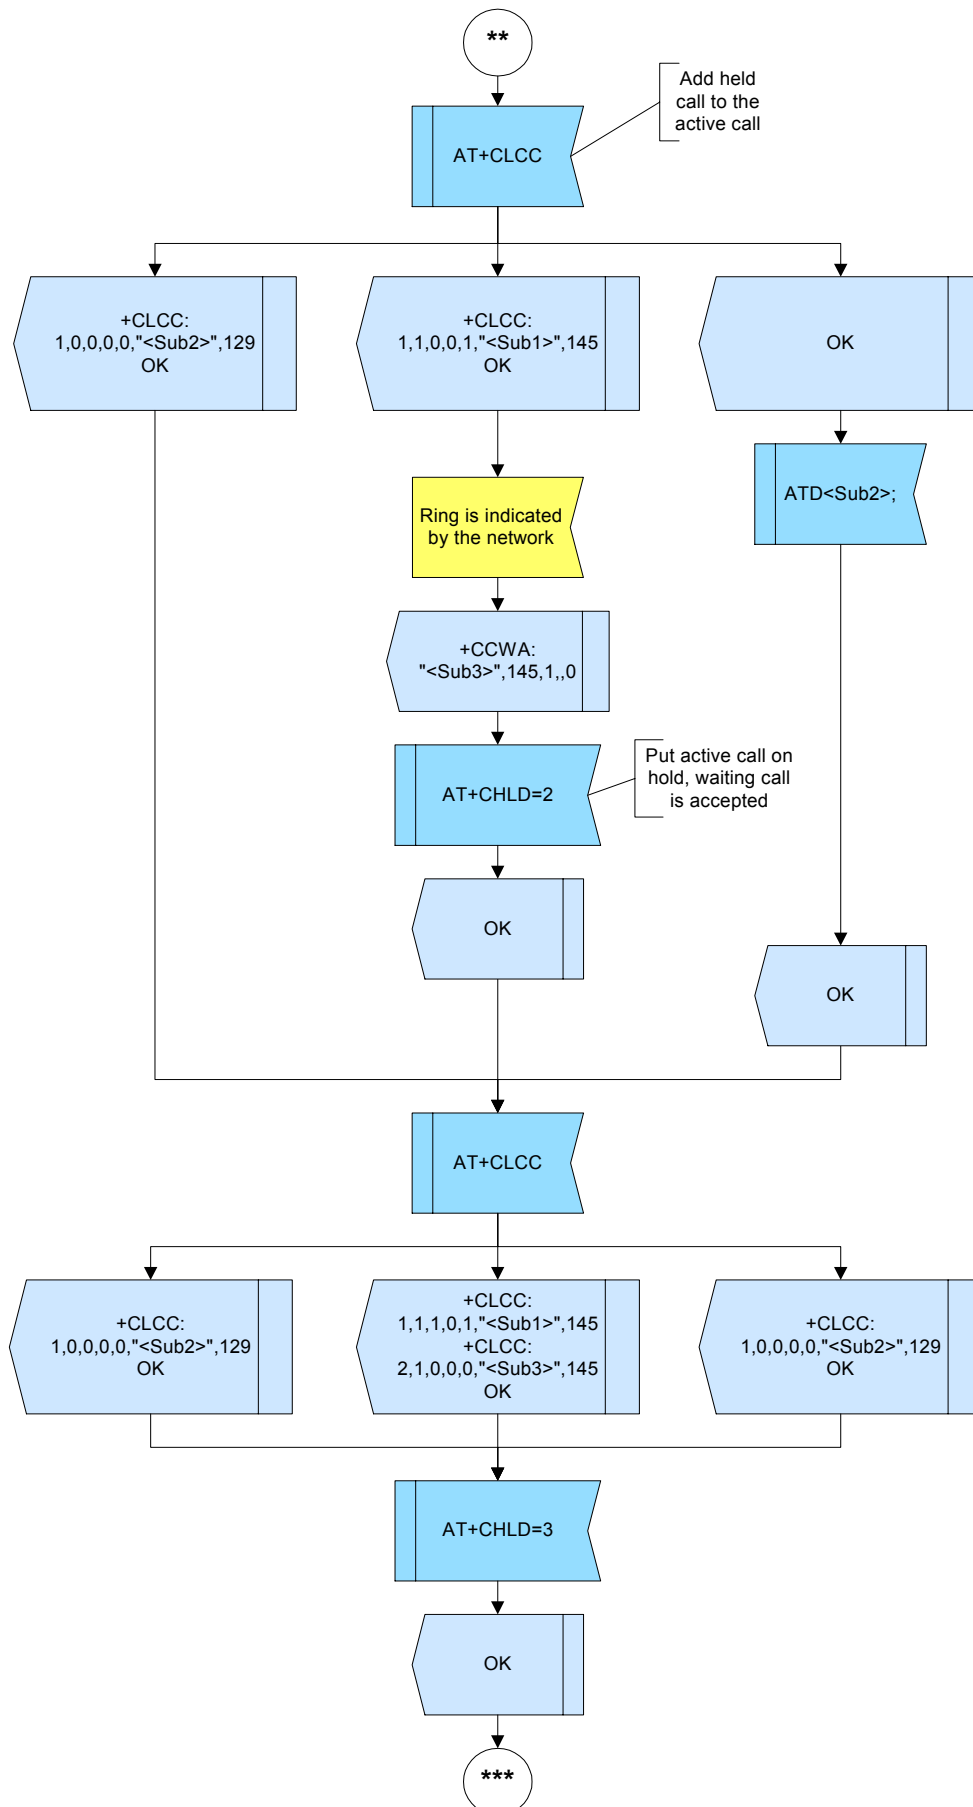 **
Add held
call to the
active call
AT+CLCC
+CLCC:
1,0,0,0,0,"<Sub2>",129
OK
+CLCC:
1,1,0,0,1,"<Sub1>",145
OK
OK
ATD<Sub2>;
Ring is indicated
by the network
+CCWA:
"<Sub3>",145,1,,0
AT+CHLD=2
Put active call on
hold, waiting call
is accepted
OK
OK
AT+CLCC
+CLCC:
1,0,0,0,0,"<Sub2>",129
OK
+CLCC:
1,1,1,0,1,"<Sub1>",145
+CLCC:
2,1,0,0,0,"<Sub3>",145
OK
+CLCC:
1,0,0,0,0,"<Sub2>",129
OK
AT+CHLD=3
OK
***